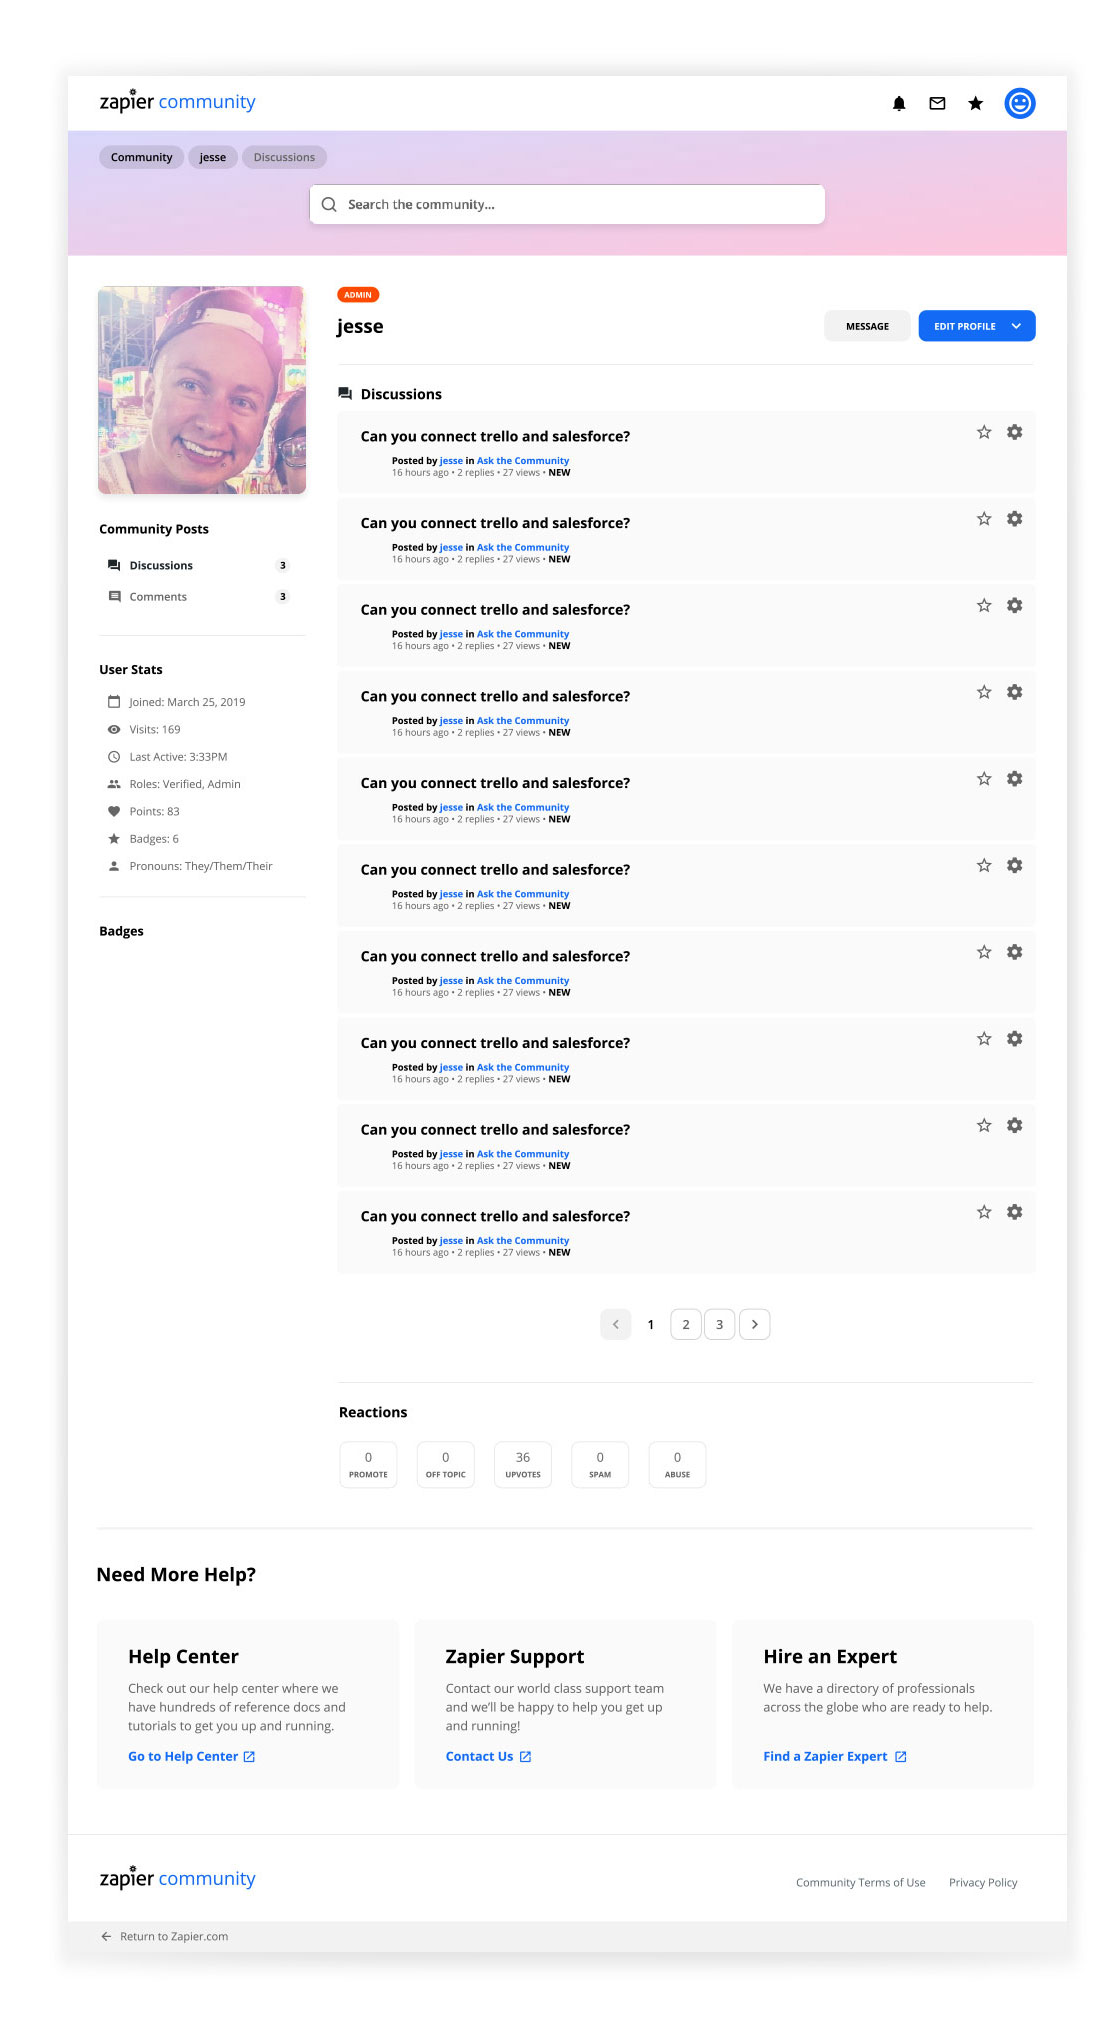 zapier community
Community jesse Discussions
Search the community...
ADMIN
jesse
MESSAGE
EDIT PROFILE
Community Posts
Discussions 3
Comments 3
User Stats
Joined: March 25, 2019
Visits: 169
Last Active: 3:33PM
Roles: Verified, Admin
Points: 83
Badges: 6
Pronouns: They/Them/Their
Badges
Discussions
Can you connect trello and salesforce?
Posted by jesse in Ask the Community
16 hours ago • 2 replies • 27 views • NEW
Can you connect trello and salesforce?
Posted by jesse in Ask the Community
16 hours ago • 2 replies • 27 views • NEW
Can you connect trello and salesforce?
Posted by jesse in Ask the Community
16 hours ago • 2 replies • 27 views • NEW
Can you connect trello and salesforce?
Posted by jesse in Ask the Community
16 hours ago • 2 replies • 27 views • NEW
Can you connect trello and salesforce?
Posted by jesse in Ask the Community
16 hours ago • 2 replies • 27 views • NEW
Can you connect trello and salesforce?
Posted by jesse in Ask the Community
16 hours ago • 2 replies • 27 views • NEW
Can you connect trello and salesforce?
Posted by jesse in Ask the Community
16 hours ago • 2 replies • 27 views • NEW
Can you connect trello and salesforce?
Posted by jesse in Ask the Community
16 hours ago • 2 replies • 27 views • NEW
Can you connect trello and salesforce?
Posted by jesse in Ask the Community
16 hours ago • 2 replies • 27 views • NEW
Can you connect trello and salesforce?
Posted by jesse in Ask the Community
16 hours ago • 2 replies • 27 views • NEW
1 2 3
Reactions
0 0 36 0 0
PROMOTE OFF TOPIC UPVOTES SPAM ABUSE
Need More Help?
Help Center
Check out our help center where we
have hundreds of reference docs and
tutorials to get you up and running.
Go to Help Center
Zapier Support
Contact our world class support team
and we'll be happy to help you get up
and running!
Contact Us
Hire an Expert
We have a directory of professionals
across the globe who are ready to help.
Find a Zapier Expert
zapier community
Community Terms of Use Privacy Policy
Return to Zapier.com